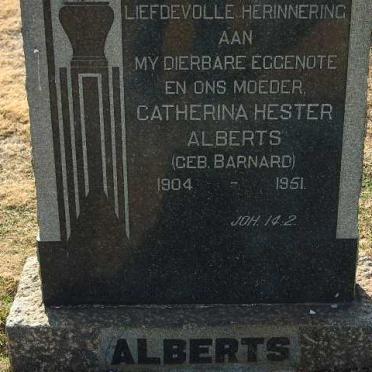 LIEFDEVOLLE HERINNERING
AAN
MY DIERBARE EGGENOTE
EN ONS MOEDER,
CATHERINA HESTER
ALBERTS
(GEB. BARNARD)
1904 - 1951.
JOH. 14.2.
ALBERTS